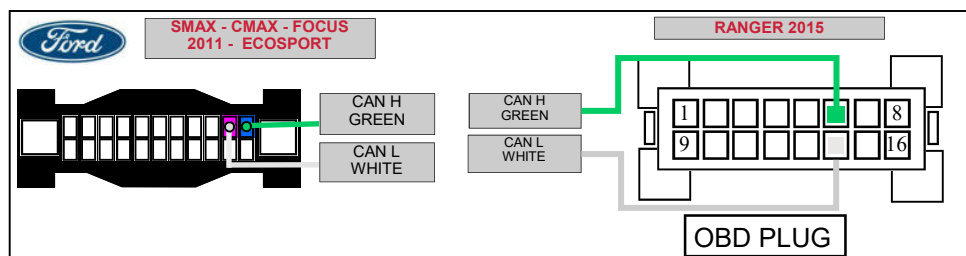 Ford
SMAX - CMAX - FOCUS
2011 - ECOSPORT
CAN H
GREEN
CAN L
WHITE
RANGER 2015
CAN H
GREEN
CAN L
WHITE
1
8
9
16
OBD PLUG